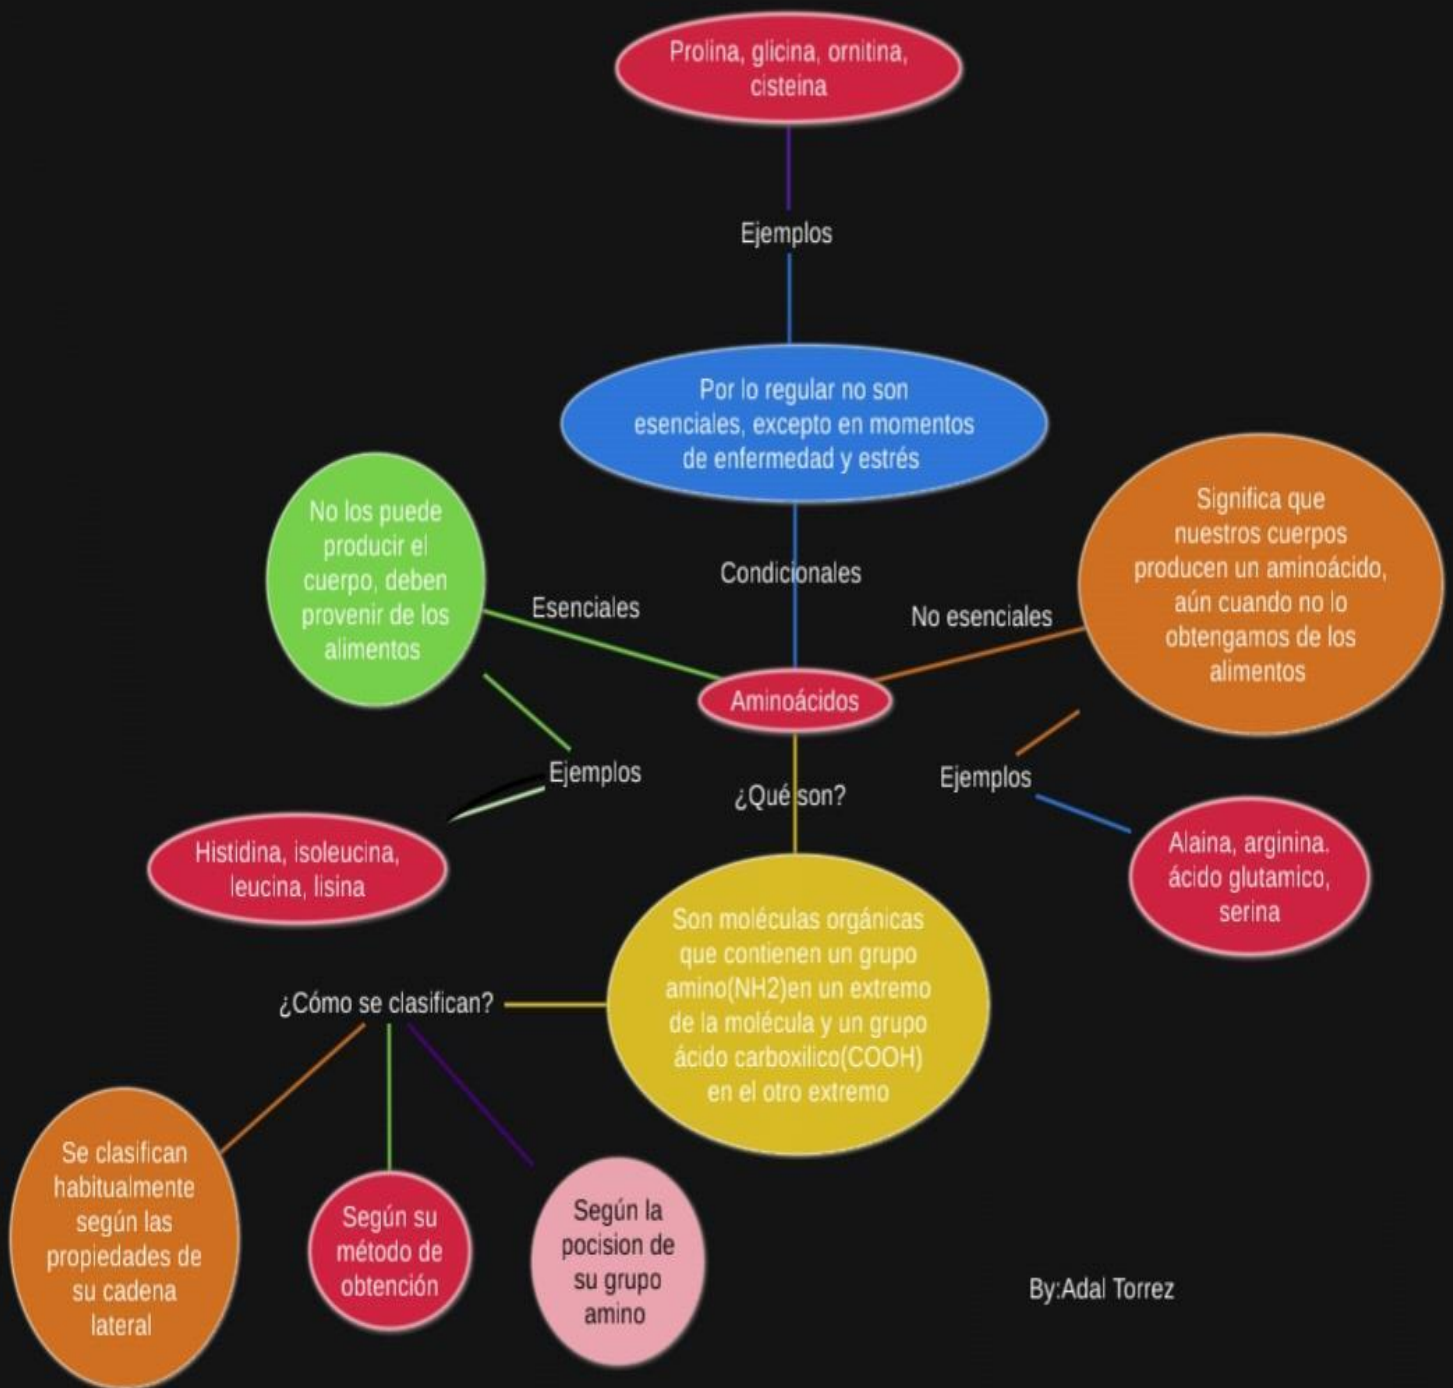 Prolina, glicina, ornitina,
cisteina
Ejemplos
Por lo regular no son
esenciales, excepto en momentos
de enfermedad y estrés
No los puede
producir el
cuerpo, deben
provenir de los
alimentos
Significa que
nuestros cuerpos
producen un aminoácido,
aún cuando no lo
obtengamos de los
alimentos
Condicionales
Esenciales
No esenciales
Aminoácidos
Ejemplos
¿Qué son?
Ejemplos
Histidina, isoleucina,
leucina, lisina
Alaina, arginina.
ácido glutamico,
serina
Son moléculas orgánicas
que contienen un grupo
amino(NH2)en un extremo
de la molécula y un grupo
ácido carboxilico(COOH)
en el otro extremo
¿Cómo se clasifican?
Se clasifican
habitualmente
según las
propiedades de
su cadena
lateral
Según su
método de
obtención
Según la
pocision de
su grupo
amino
By:Adal Torrez